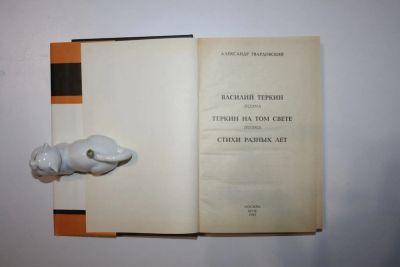 АЛЕКСАНДР ТВАРДОВСКИЙ
ВАСИЛИЙ ТЕРКИН
ПОЭМА
ТЕРКИН НА ТОМ СВЕТЕ
ПОЭМА
СТИХИ РАЗНЫХ ЛЕТ
МОСКВА